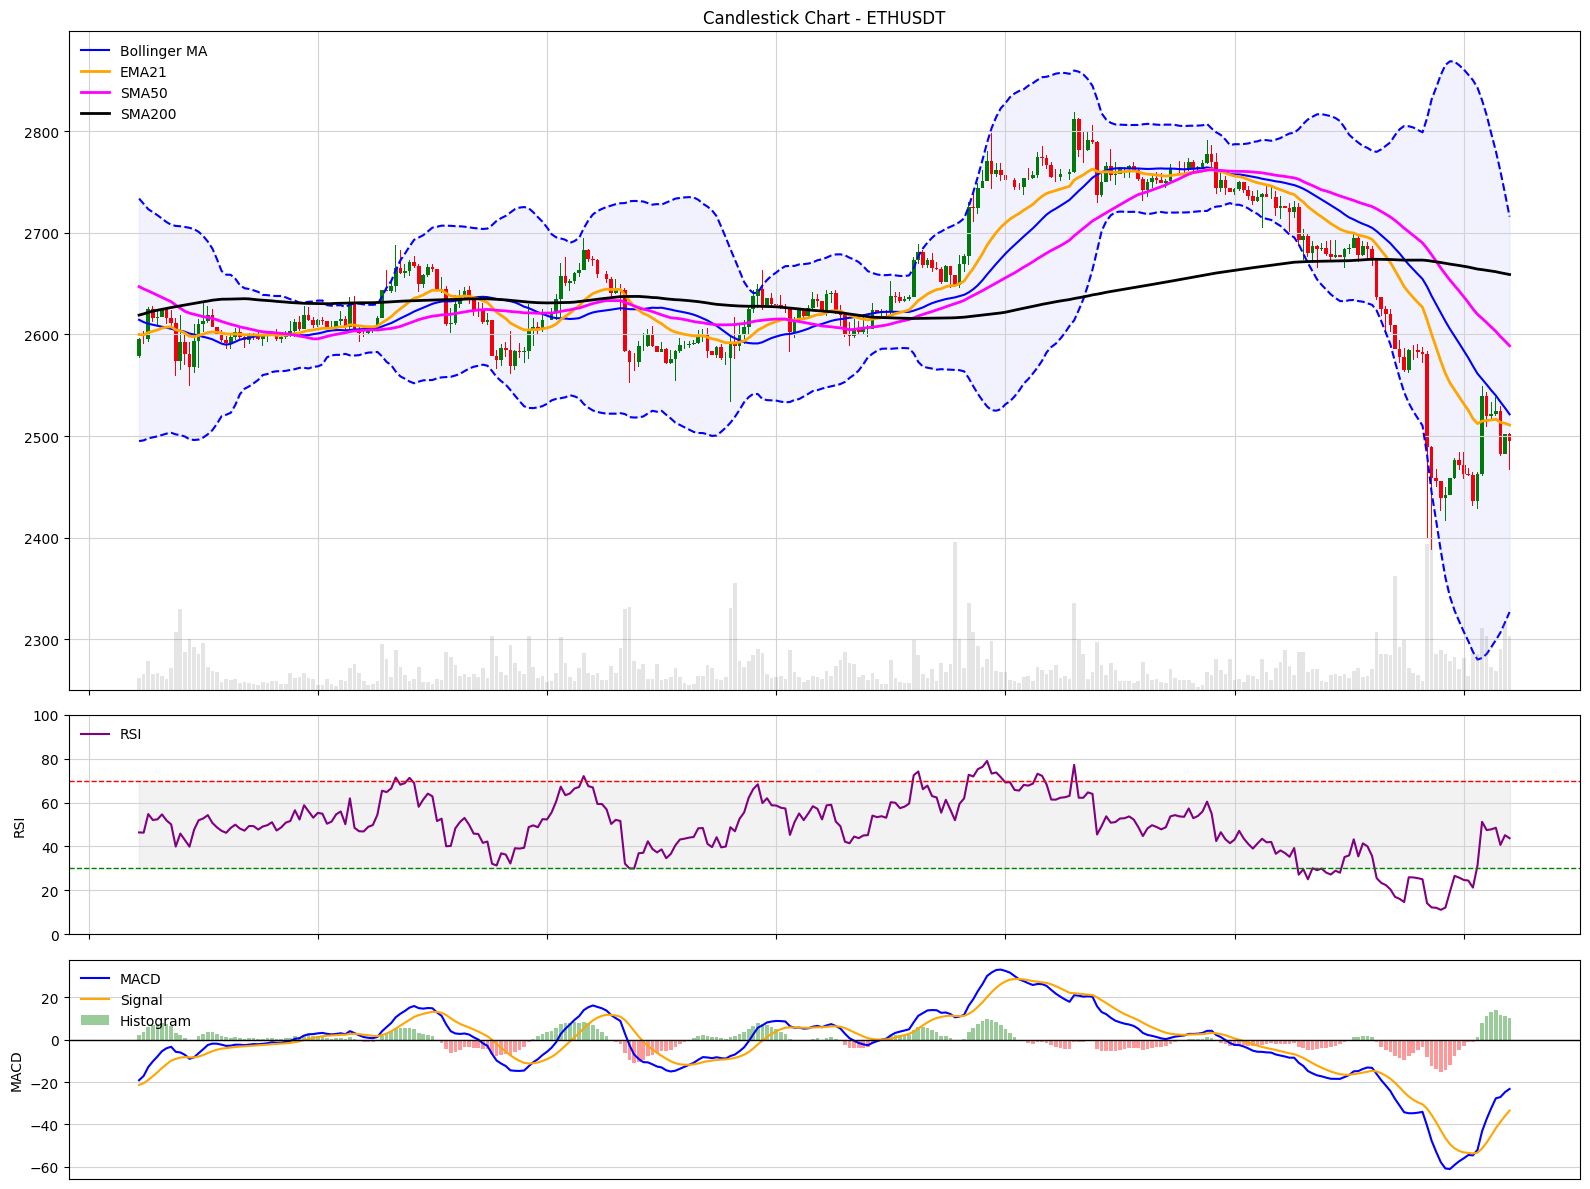 Candlestick Chart - ETHUSDT
Bollinger MA
EMA21
SMA50
SMA200
2800
2700
2600
2500
2400
2300
100
RSI
80
60
40
20
0
RSI
MACD
Signal
Histogram
20
0
−20
−40
−60
MACD